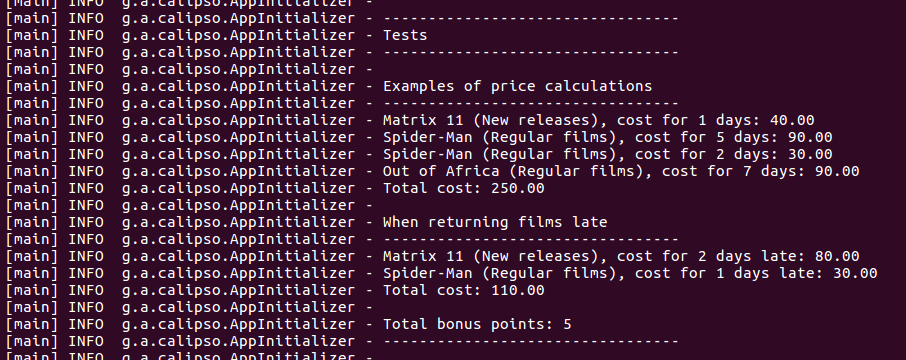 [main] INFO  g.a.calipso.AppInitializer -
[main] INFO  g.a.calipso.AppInitializer - ---------------------------------
[main] INFO  g.a.calipso.AppInitializer - Tests
[main] INFO  g.a.calipso.AppInitializer - ---------------------------------
[main] INFO  g.a.calipso.AppInitializer -
[main] INFO  g.a.calipso.AppInitializer - Examples of price calculations
[main] INFO  g.a.calipso.AppInitializer - ---------------------------------
[main] INFO  g.a.calipso.AppInitializer - Matrix 11 (New releases), cost for 1 days: 40.00
[main] INFO  g.a.calipso.AppInitializer - Spider-Man (Regular films), cost for 5 days: 90.00
[main] INFO  g.a.calipso.AppInitializer - Spider-Man (Regular films), cost for 2 days: 30.00
[main] INFO  g.a.calipso.AppInitializer - Out of Africa (Regular films), cost for 7 days: 90.00
[main] INFO  g.a.calipso.AppInitializer - Total cost: 250.00
[main] INFO  g.a.calipso.AppInitializer -
[main] INFO  g.a.calipso.AppInitializer - When returning films late
[main] INFO  g.a.calipso.AppInitializer - ---------------------------------
[main] INFO  g.a.calipso.AppInitializer - Matrix 11 (New releases), cost for 2 days late: 80.00
[main] INFO  g.a.calipso.AppInitializer - Spider-Man (Regular films), cost for 1 days late: 30.00
[main] INFO  g.a.calipso.AppInitializer - Total cost: 110.00
[main] INFO  g.a.calipso.AppInitializer -
[main] INFO  g.a.calipso.AppInitializer - Total bonus points: 5
[main] INFO  g.a.calipso.AppInitializer - ---------------------------------
[main] INFO  g.a.calipso.AppInitializer -